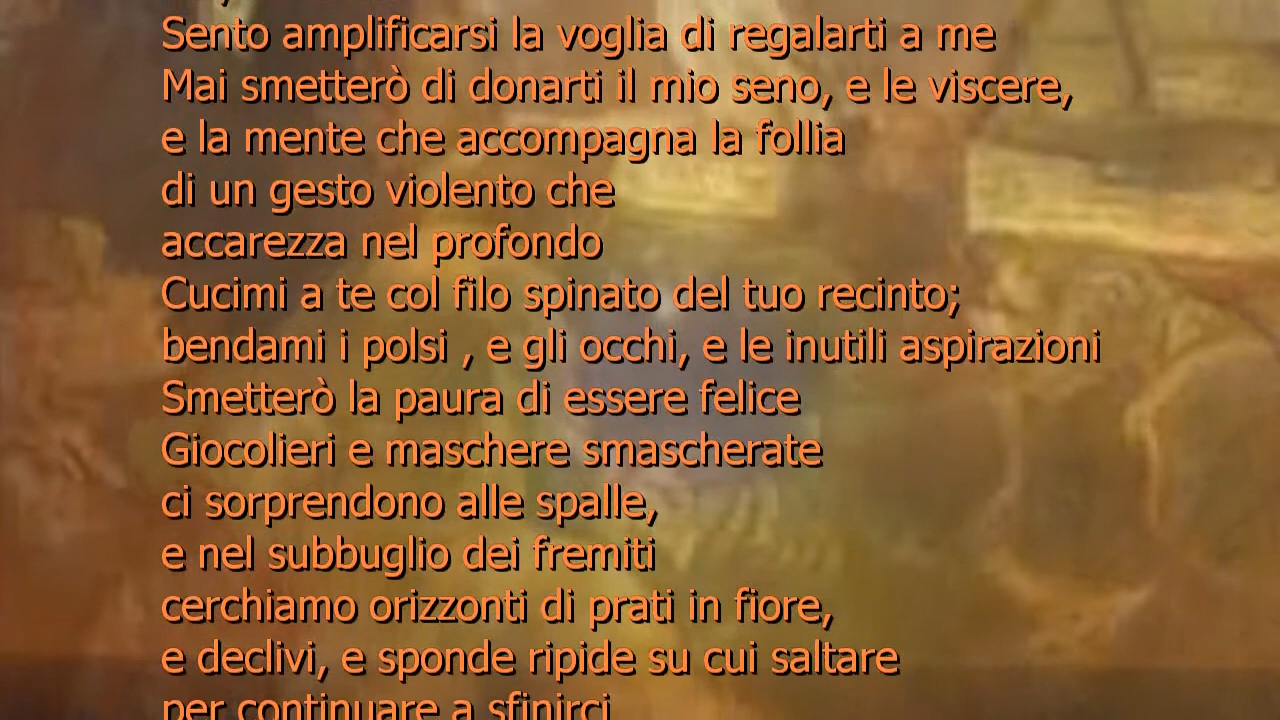 Sento amplificarsi la voglia di regalarti a me
Mai smetterò di donarti il mio seno, e le viscere,
e la mente che accompagna la follia
di un gesto violento che
accarezza nel profondo
Cucimi a te col filo spinato del tuo recinto;
bendami i polsi , e gli occhi, e le inutili aspirazioni
Smetterò la paura di essere felice
Giocolieri e maschere smascherate
ci sorprendono alle spalle,
e nel subbuglio dei fremiti
cerchiamo orizzonti di prati in fiore,
e declivi, e sponde ripide su cui saltare
per continuare a sfinirci